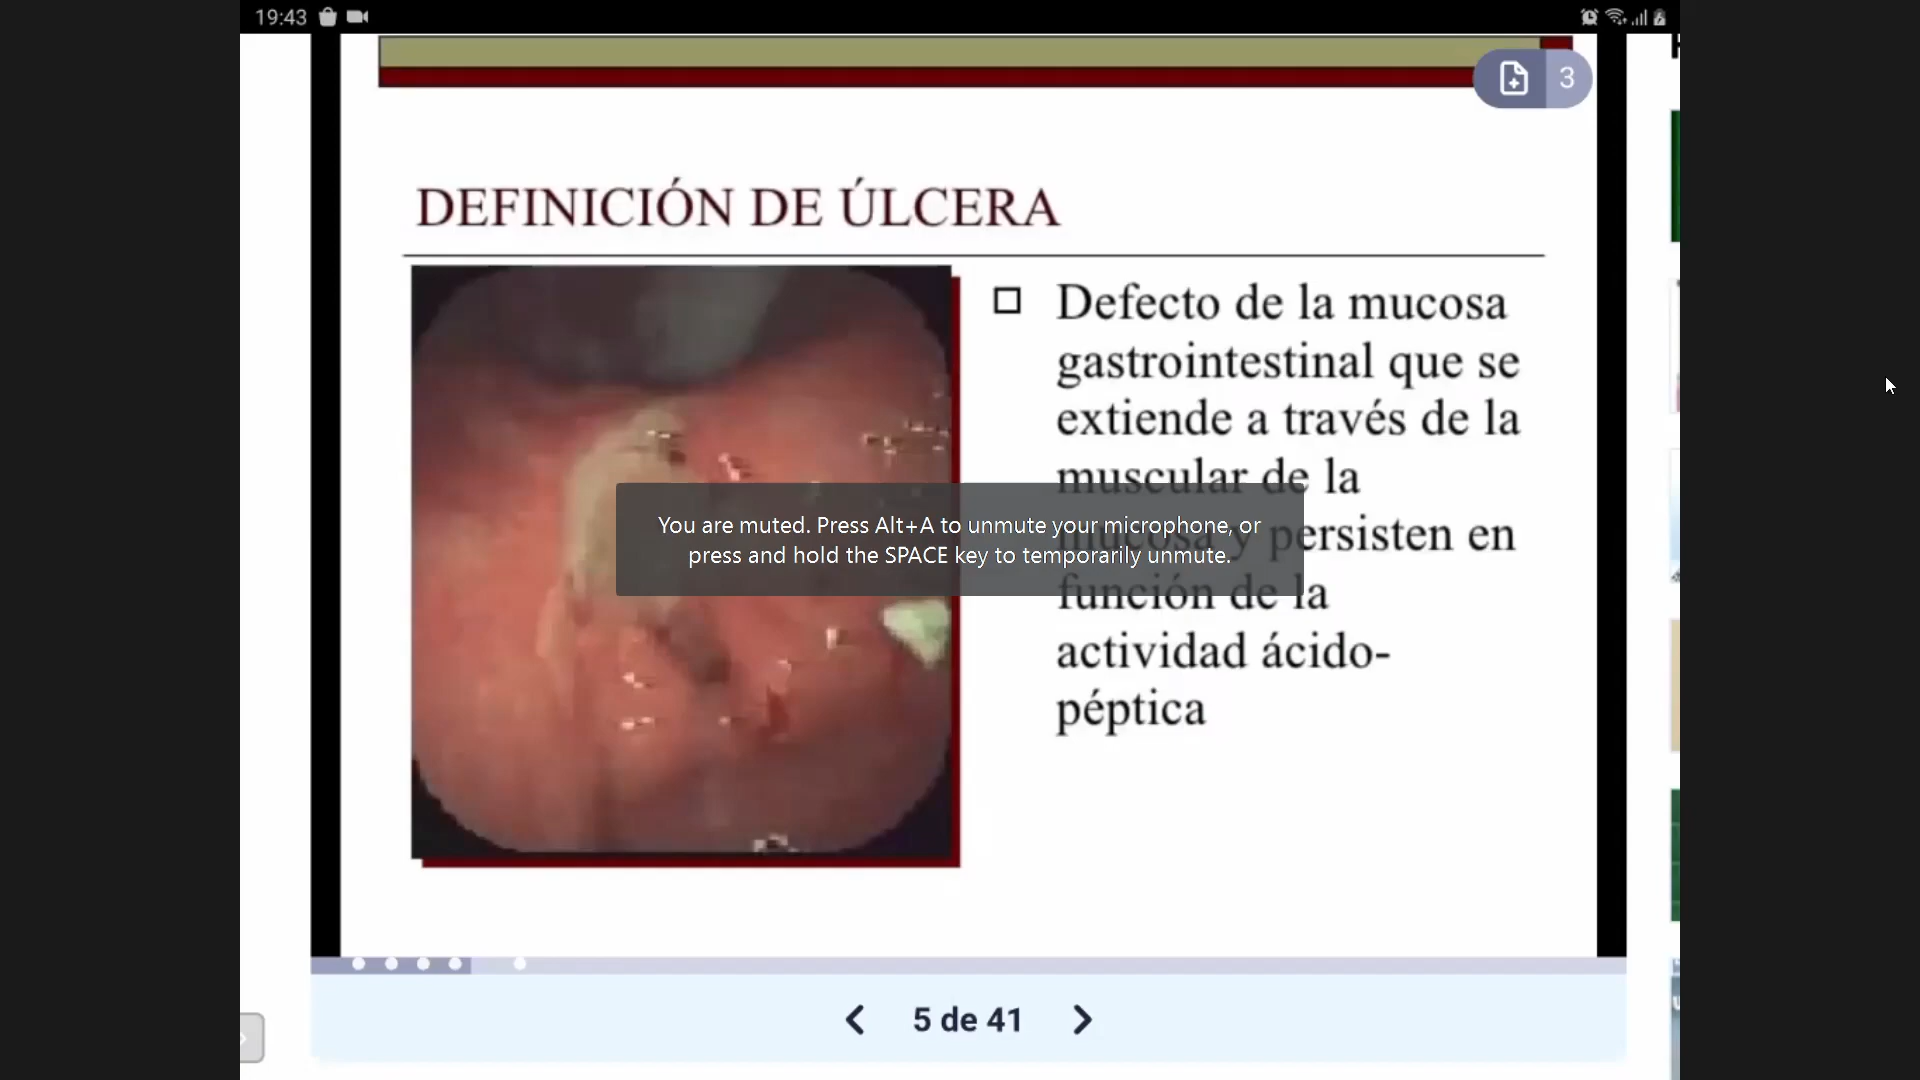 19:43
3
DEFINICIÓN DE ÚLCERA
Defecto de la mucosa
gastrointestinal que se
extiende a través de la
muscular de la
mucosa y persisten en
función de la
actividad ácido-
péptica
You are muted. Press Alt+A to unmute your microphone, or
press and hold the SPACE key to temporarily unmute.
5 de 41